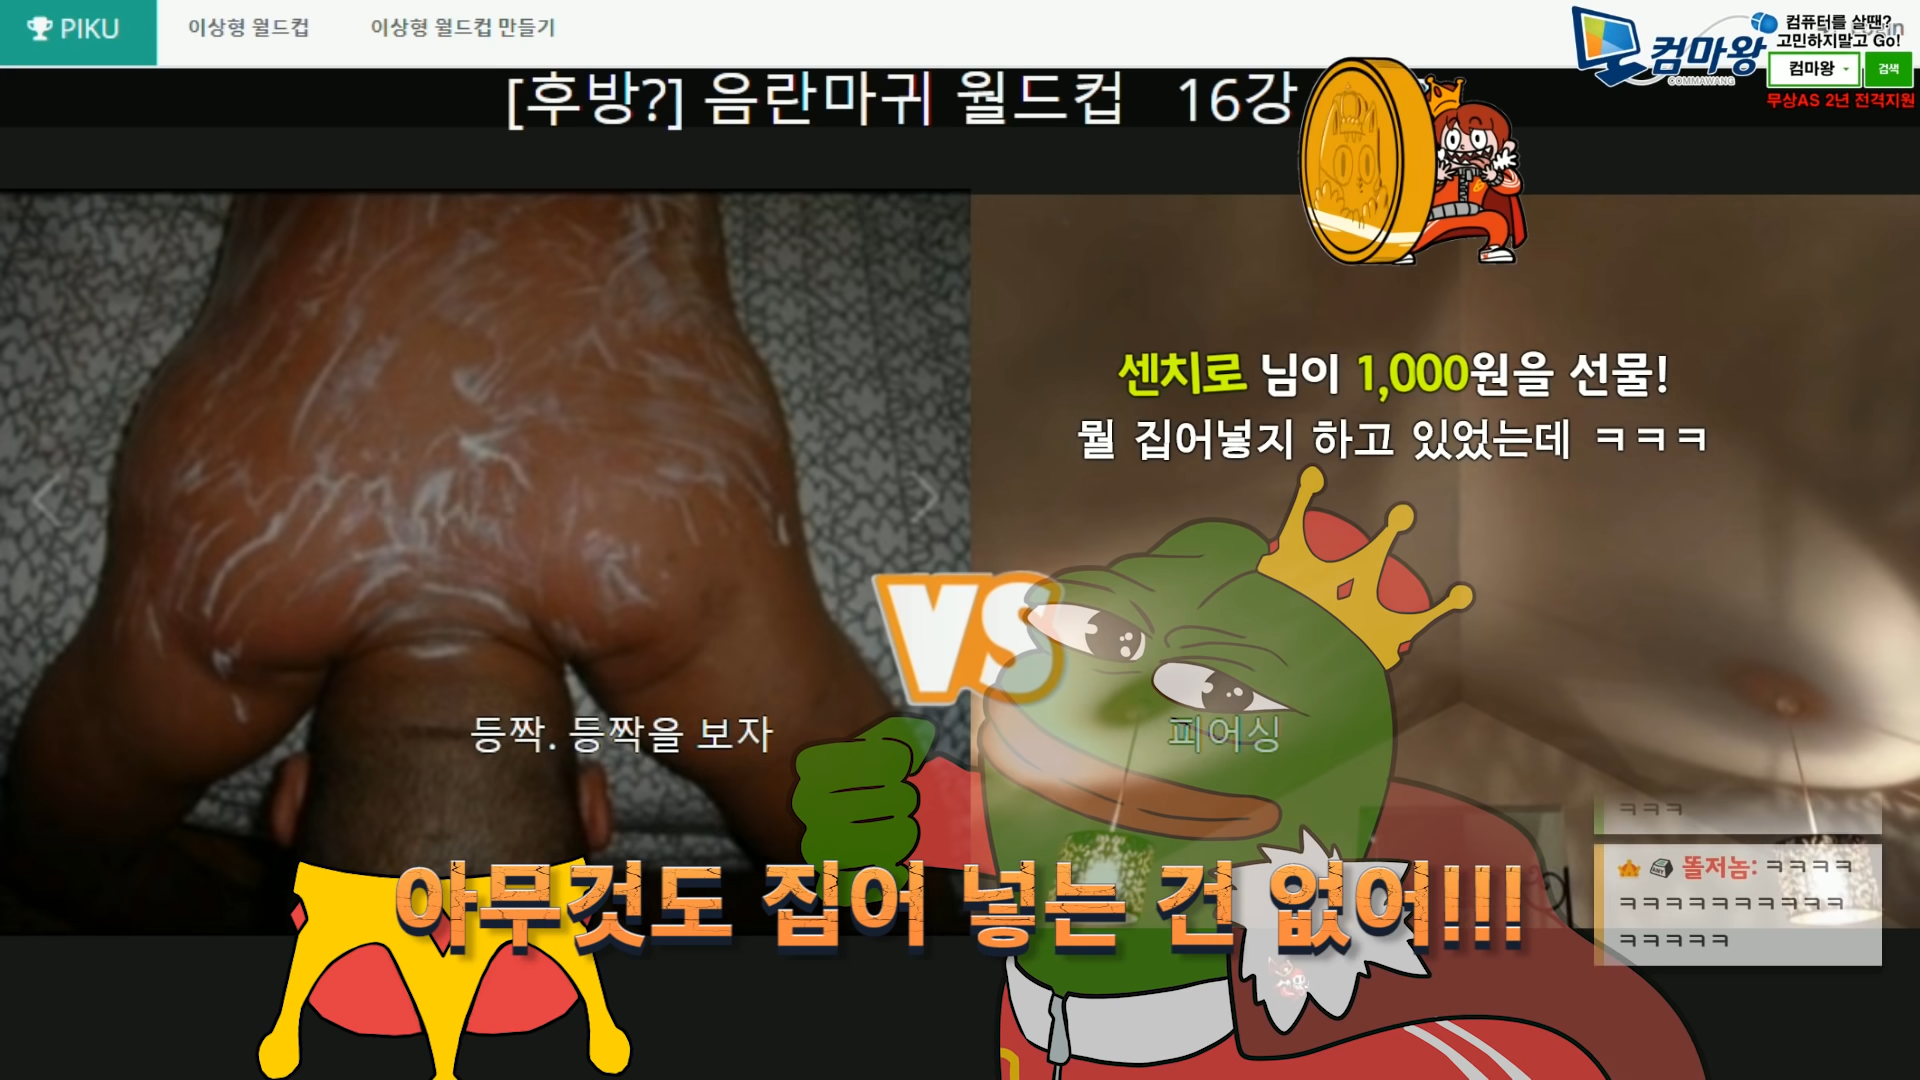 PIKU
이상형 월드컵
이상형 월드컵 만들기
컴마왕
COMMAWANG
컴퓨터를 살땐?
고민하지말고 Go!
컴마왕
검색
무상AS 2년 전격지원
[후방?] 음란마귀 월드컵 16강
센치로 님이 1,000원을 선물!
뭘 집어넣지 하고 있었는데 ㅋㅋㅋ
VS
등짝. 등짝을 보자
피어싱
ㅋㅋㅋ
똘저놈: ㅋㅋㅋㅋ
ㅋㅋㅋㅋㅋㅋㅋㅋㅋㅋ
ㅋㅋㅋㅋㅋ
아무것도 집어 넣는 건 없어!!!